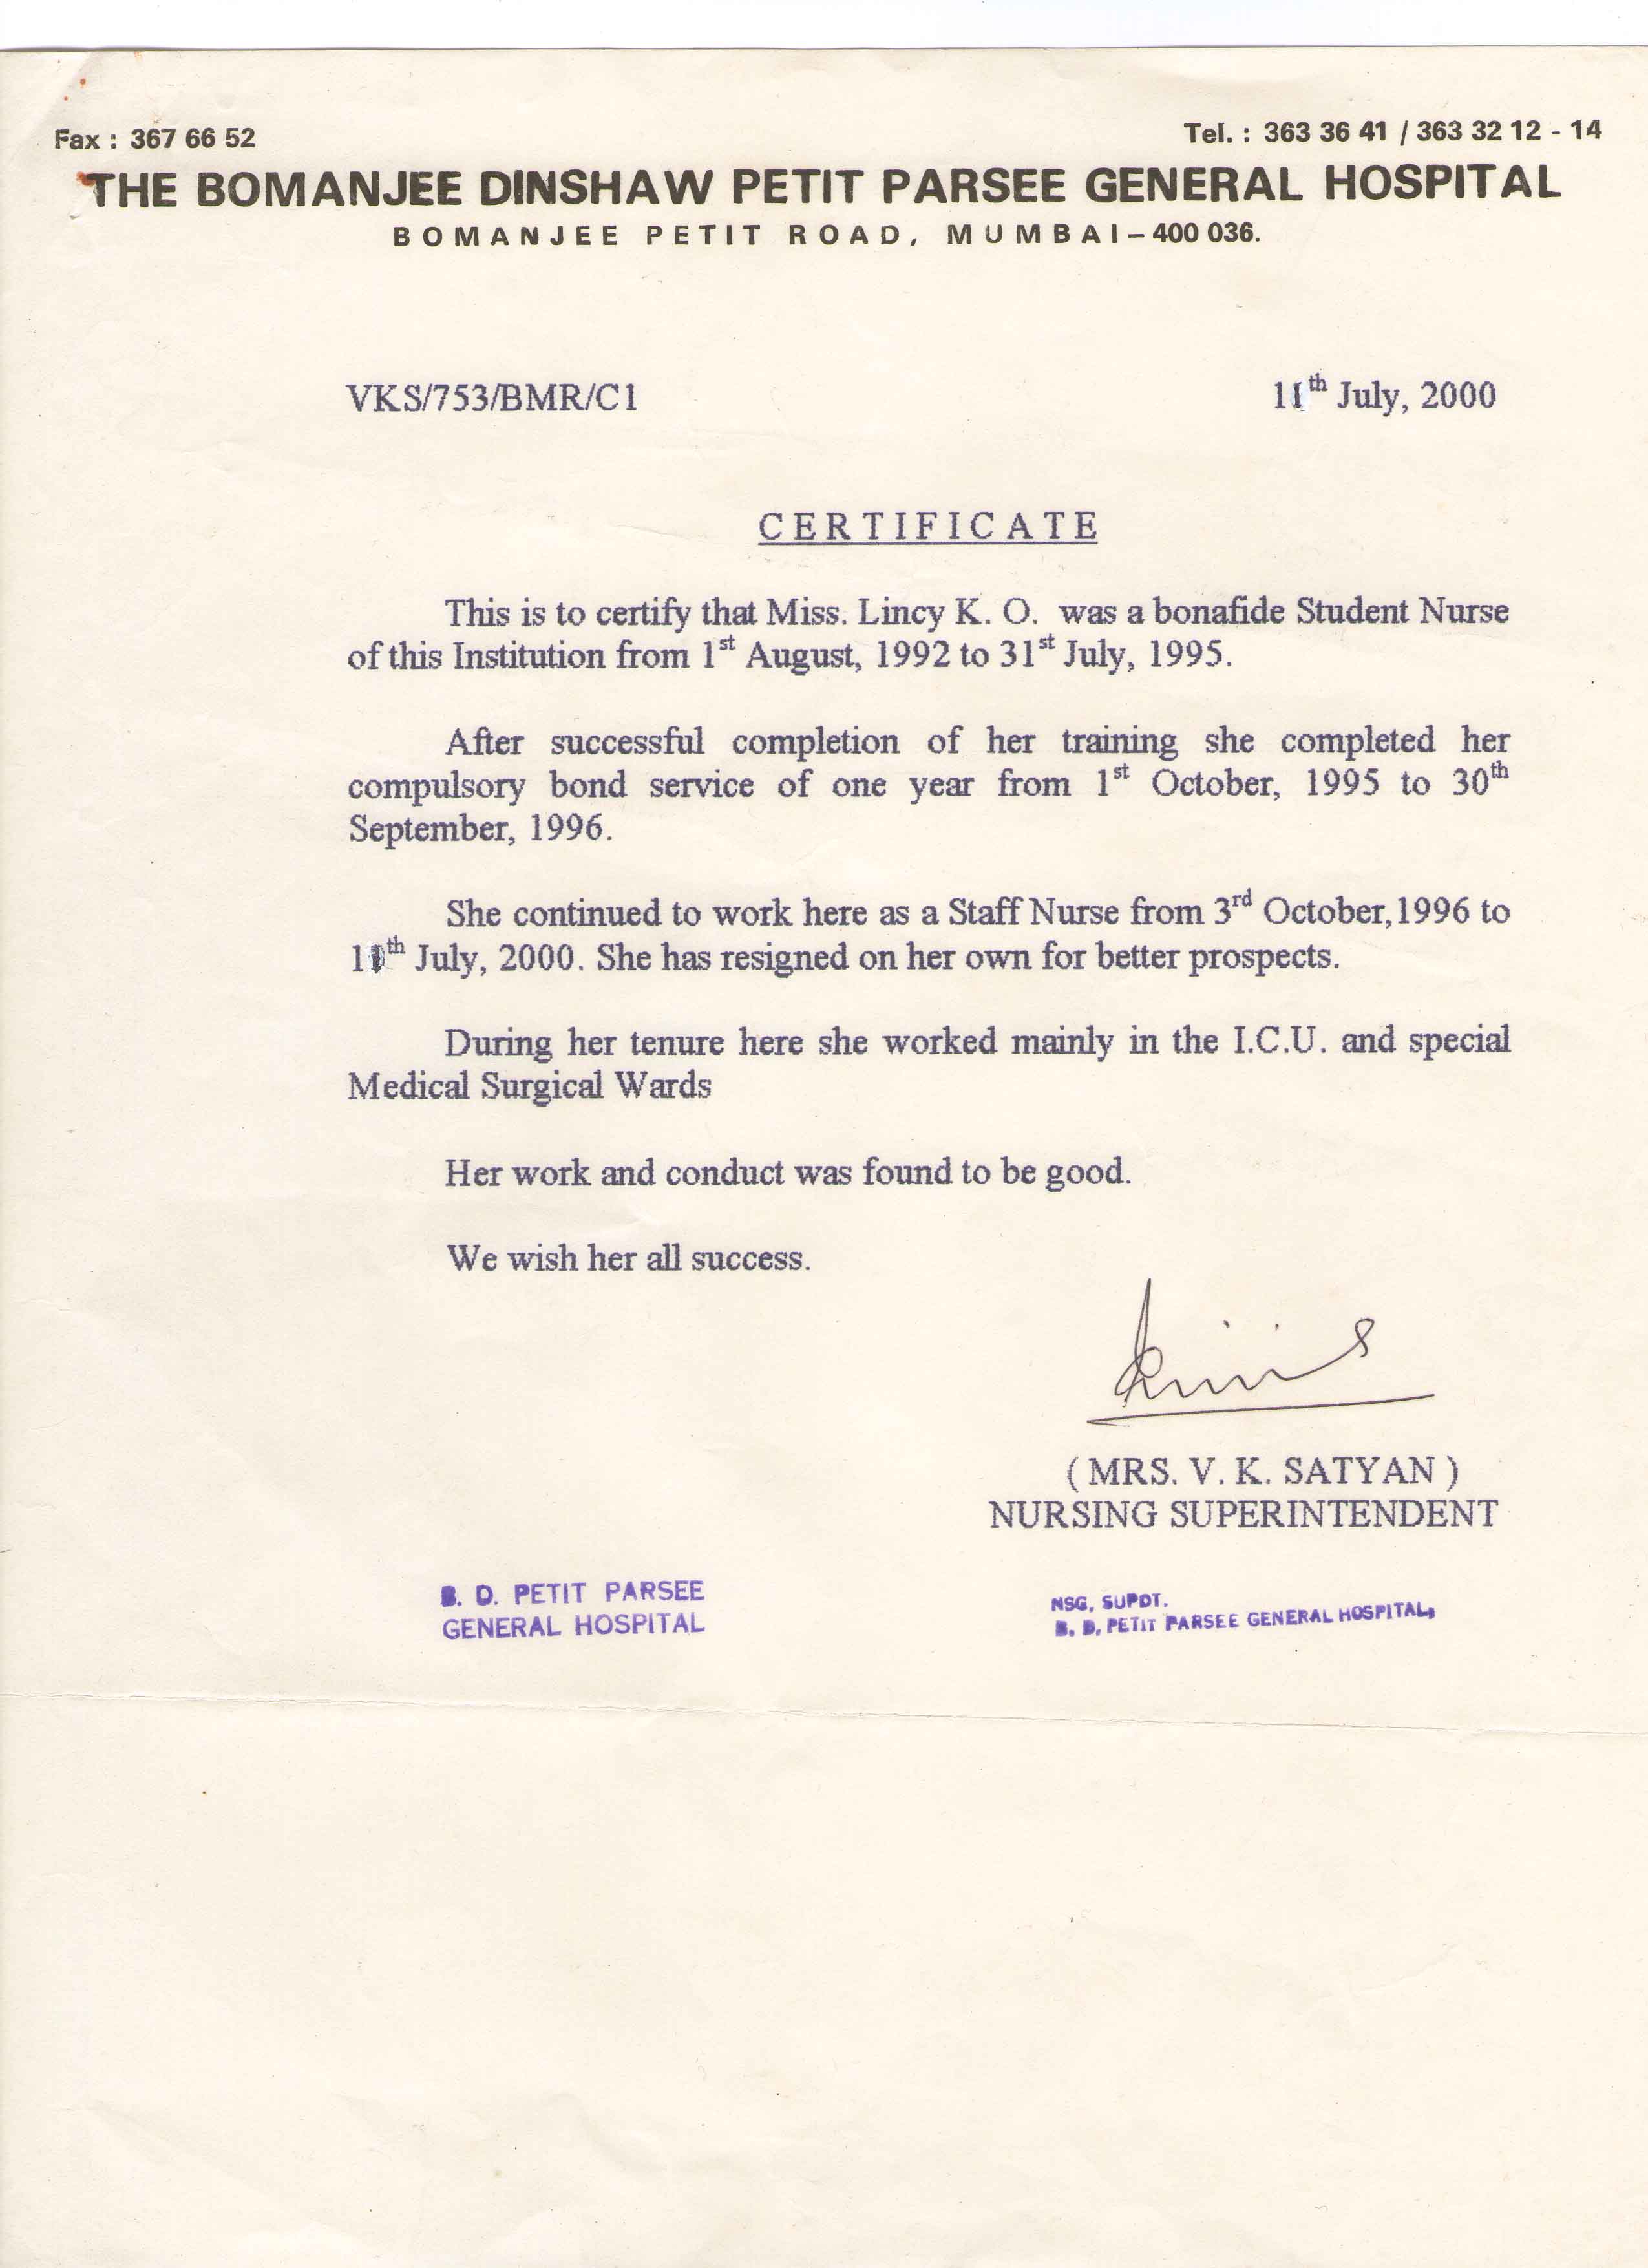 Fax : 367 66 52
Tel. : 363 36 41 / 363 32 12 - 14
THE BOMANJEE DINSHAW PETIT PARSEE GENERAL HOSPITAL
BOMANJEE PETIT ROAD, MUMBAI – 400 036.
VKS/753/BMR/C1
11th July, 2000
CERTIFICATE
This is to certify that Miss. Lincy K. O. was a bonafide Student Nurse
of this Institution from 1st August, 1992 to 31st July, 1995.
After successful completion of her training she completed her
compulsory bond service of one year from 1st October, 1995 to 30th
September, 1996.
She continued to work here as a Staff Nurse from 3rd October,1996 to
11th July, 2000. She has resigned on her own for better prospects.
During her tenure here she worked mainly in the I.C.U. and special
Medical Surgical Wards
Her work and conduct was found to be good.
We wish her all success.
( MRS. V. K. SATYAN )
NURSING SUPERINTENDENT
B. D. PETIT PARSEE
GENERAL HOSPITAL
NSG. SUPDT.
B. D. PETIT PARSEE GENERAL HOSPITAL,